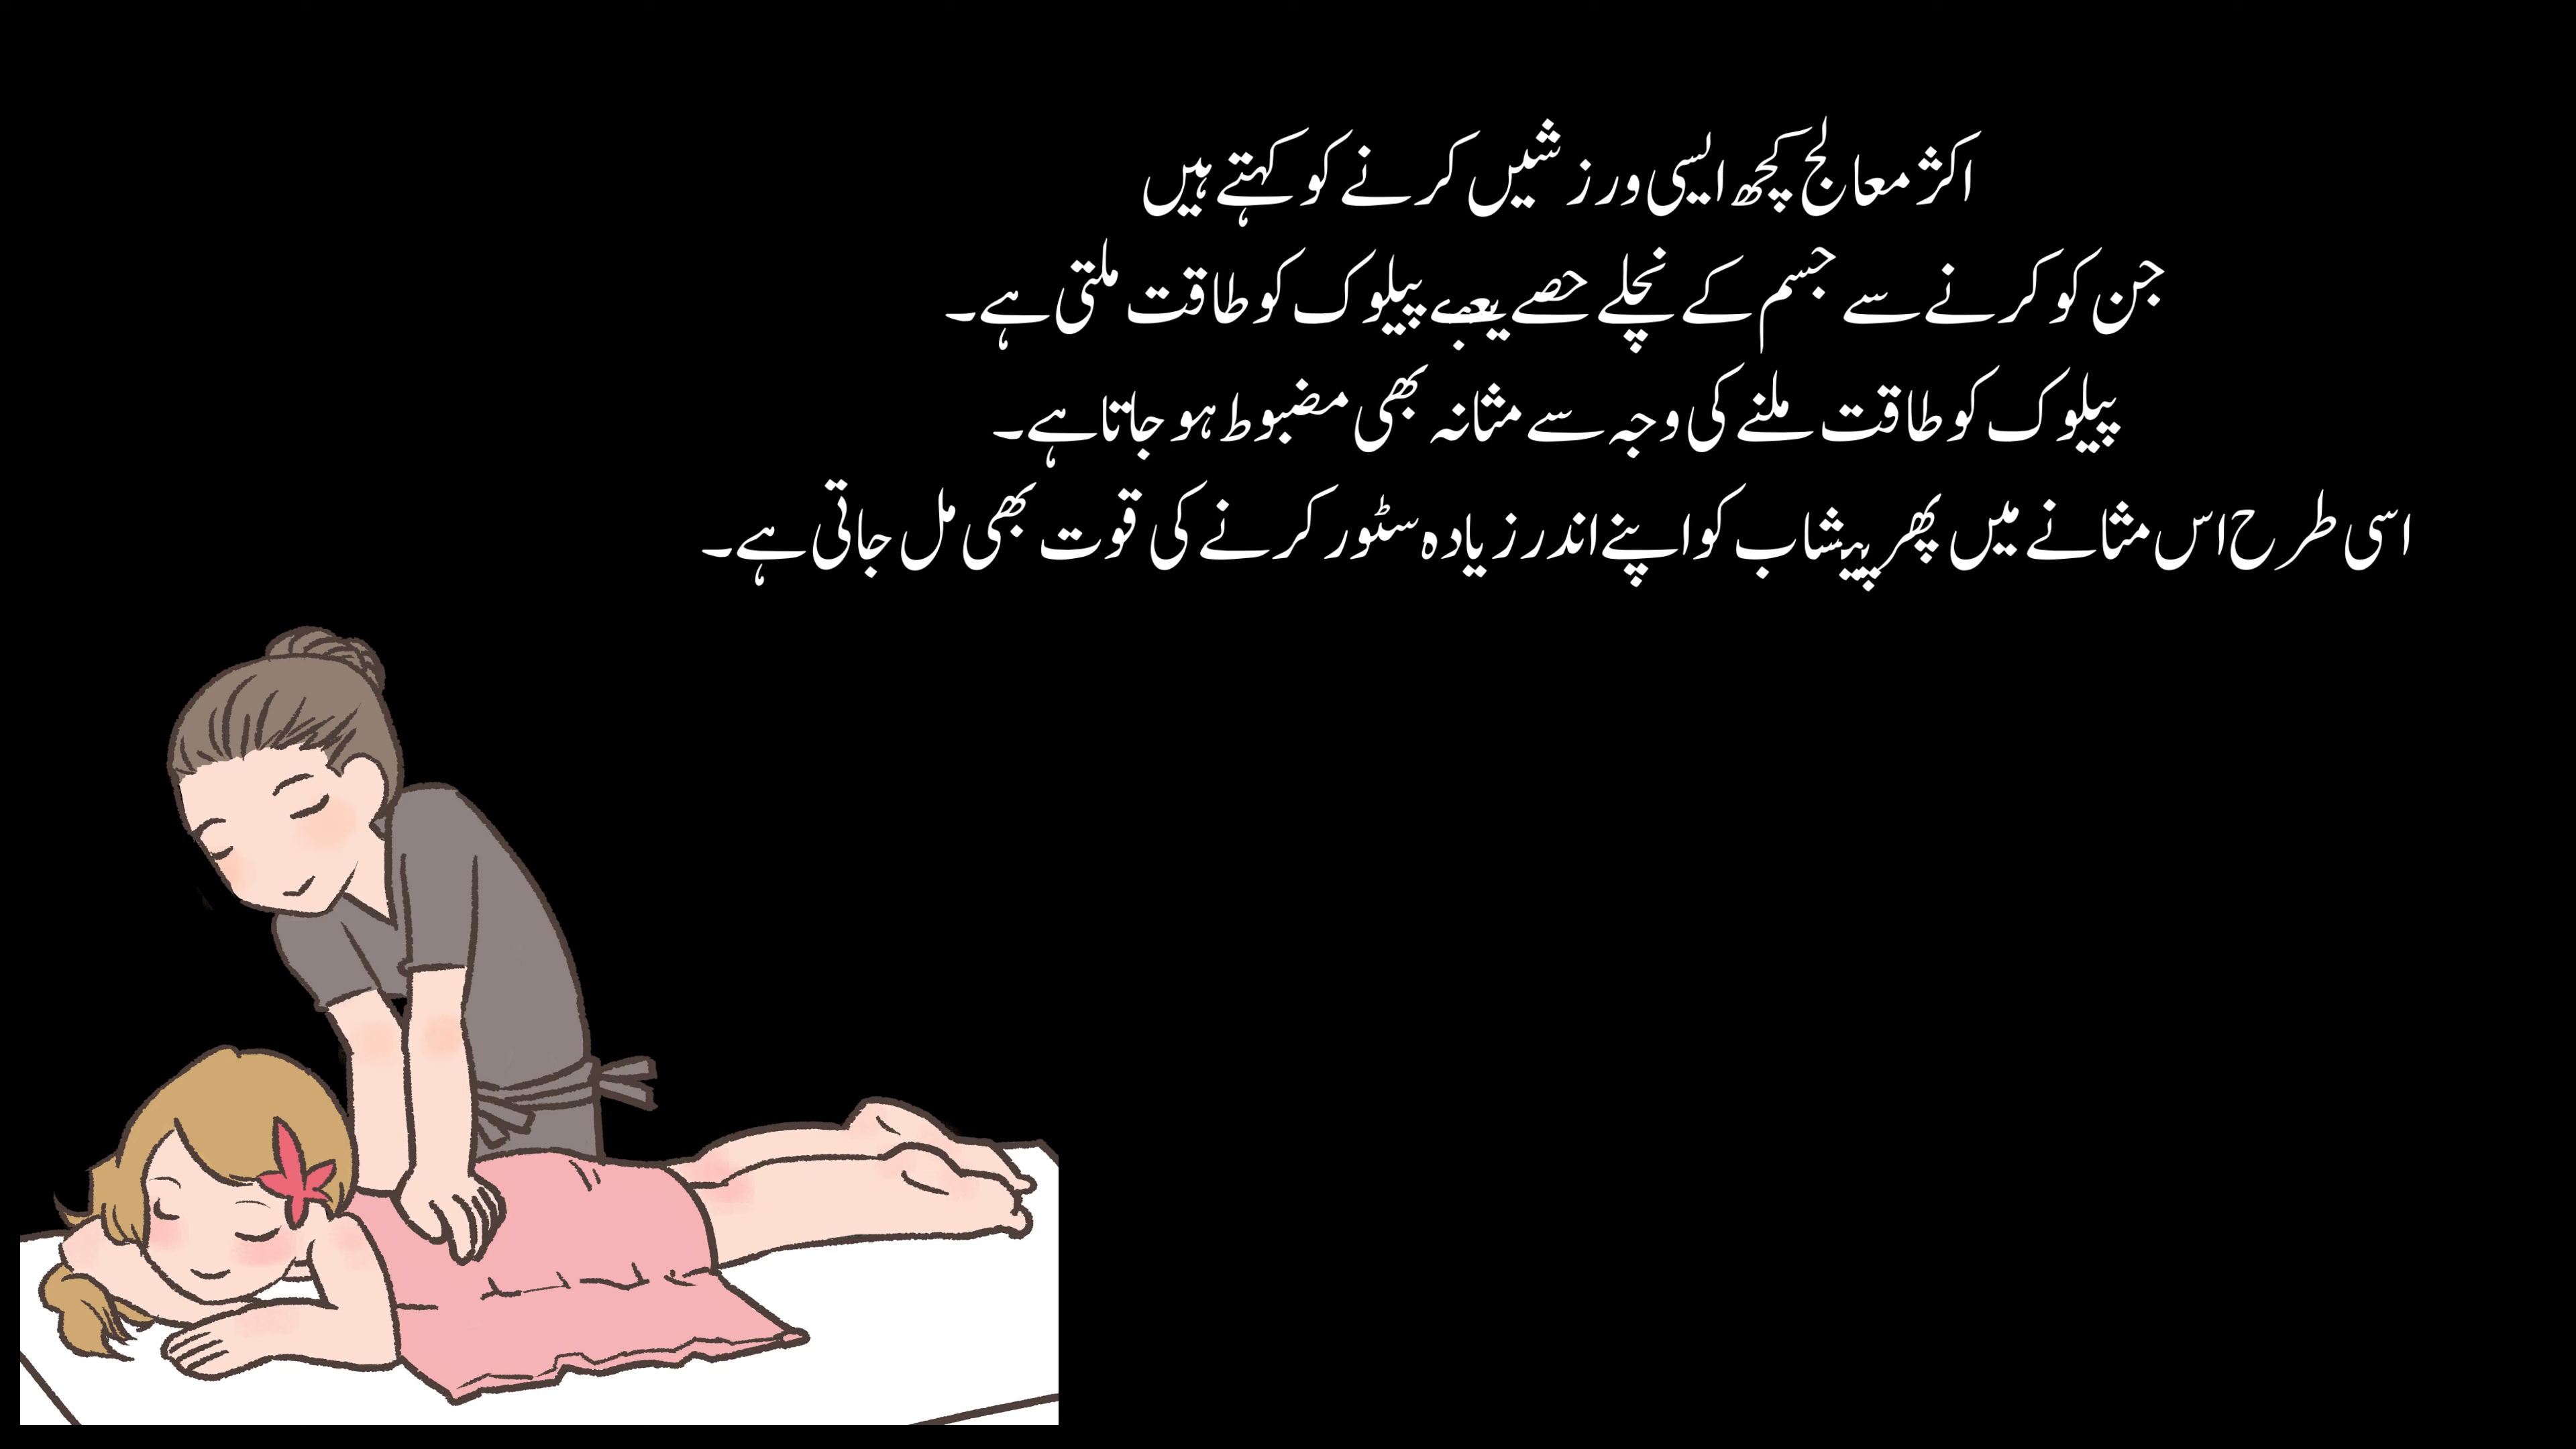 اکثر معالج کچھ ایسی ورزشیں کرنے کو کہتے ہیں
جن کو کرنے سے جسم کے نچلے حصے یعنے پیلوک کو طاقت ملتی ہے۔
پیلوک کو طاقت ملنے کی وجہ سے مثانہ بھی مضبوط ہو جاتا ہے۔
اسی طرح اس مثانے میں پھر پیشاب کو اپنے اندر زیادہ سٹور کرنے کی قوت بھی مل جاتی ہے۔